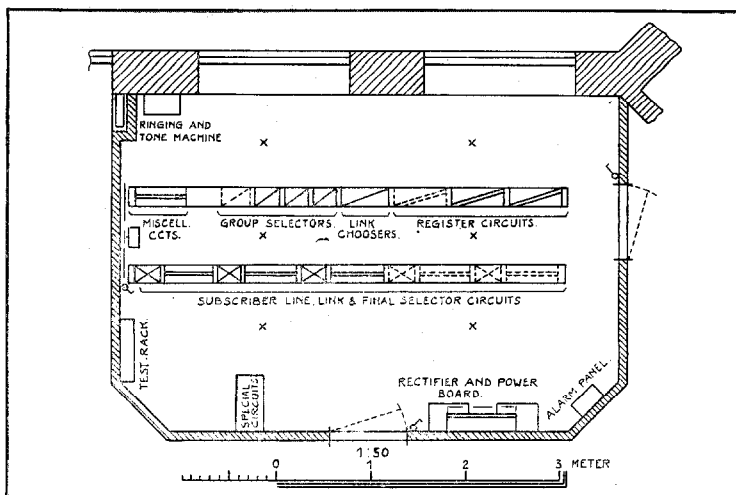 RINGING AND
TONE MACHINE
MISCELL.
CCTS.
GROUP SELECTORS.
LINK
CHOOSERS.
REGISTER CIRCUITS.
SUBSCRIBER LINE, LINK & FINAL SELECTOR CIRCUITS
TEST. RACK.
SPECIAL
CIRCUITS
RECTIFIER AND POWER
BOARD.
ALARM PANEL.
1:50
0 1 2 3 METER